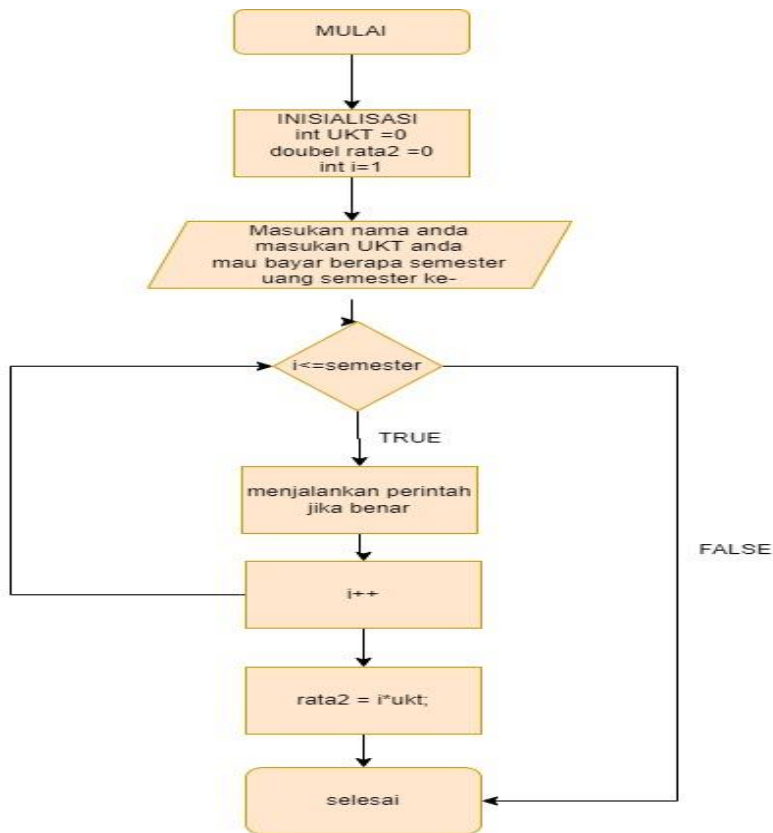 MULAI
INISIALISASI
int UKT =0
doubel rata2 =0
int i=1
Masukan nama anda
masukan UKT anda
mau bayar berapa semester
uang semester ke-
i<=semester
TRUE
menjalankan perintah
jika benar
FALSE
i++
rata2 = i*ukt;
selesai